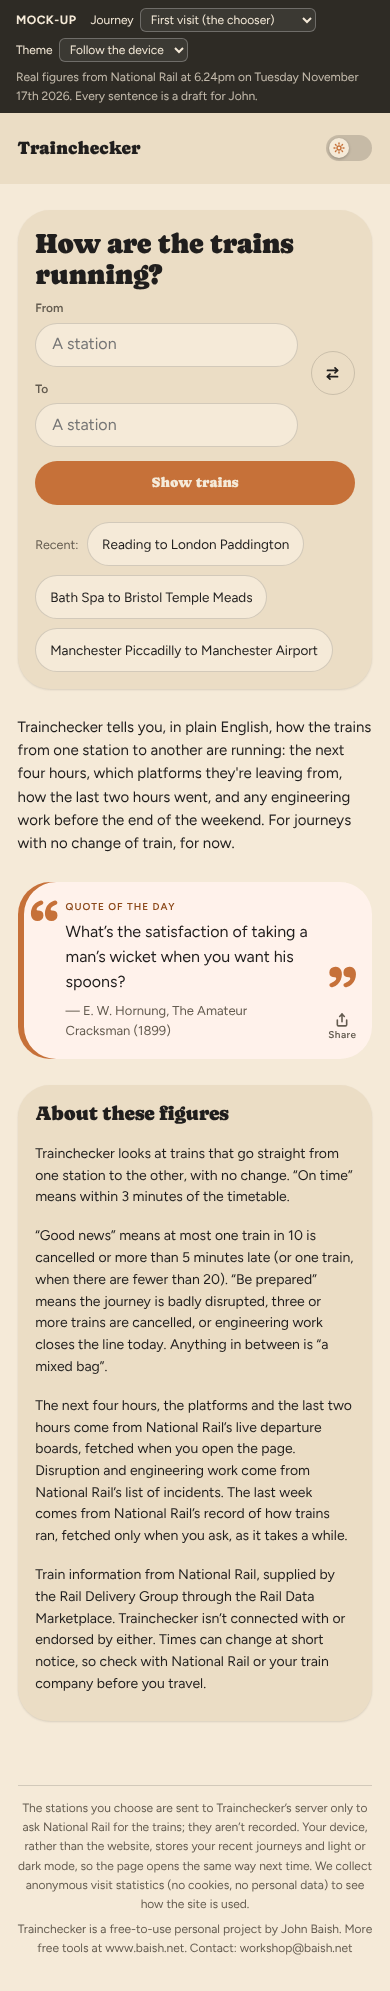 MOCK-UP Journey First visit (the chooser)
Theme Follow the device
Real figures from National Rail at 6.24pm on Tuesday November
17th 2026. Every sentence is a draft for John.
Trainchecker
How are the trains
running?
From
A station
To
A station
Show trains
Recent: Reading to London Paddington
Bath Spa to Bristol Temple Meads
Manchester Piccadilly to Manchester Airport
Trainchecker tells you, in plain English, how the trains
from one station to another are running: the next
four hours, which platforms they're leaving from,
how the last two hours went, and any engineering
work before the end of the weekend. For journeys
with no change of train, for now.
“
QUOTE OF THE DAY
What’s the satisfaction of taking a
man’s wicket when you want his
spoons?
”
— E. W. Hornung, The Amateur
Cracksman (1899)
Share
About these figures
Trainchecker looks at trains that go straight from
one station to the other, with no change. “On time”
means within 3 minutes of the timetable.
“Good news” means at most one train in 10 is
cancelled or more than 5 minutes late (or one train,
when there are fewer than 20). “Be prepared”
means the journey is badly disrupted, three or
more trains are cancelled, or engineering work
closes the line today. Anything in between is “a
mixed bag”.
The next four hours, the platforms and the last two
hours come from National Rail’s live departure
boards, fetched when you open the page.
Disruption and engineering work come from
National Rail’s list of incidents. The last week
comes from National Rail’s record of how trains
ran, fetched only when you ask, as it takes a while.
Train information from National Rail, supplied by
the Rail Delivery Group through the Rail Data
Marketplace. Trainchecker isn’t connected with or
endorsed by either. Times can change at short
notice, so check with National Rail or your train
company before you travel.
The stations you choose are sent to Trainchecker’s server only to
ask National Rail for the trains; they aren’t recorded. Your device,
rather than the website, stores your recent journeys and light or
dark mode, so the page opens the same way next time. We collect
anonymous visit statistics (no cookies, no personal data) to see
how the site is used.
Trainchecker is a free-to-use personal project by John Baish. More
free tools at www.baish.net. Contact: workshop@baish.net